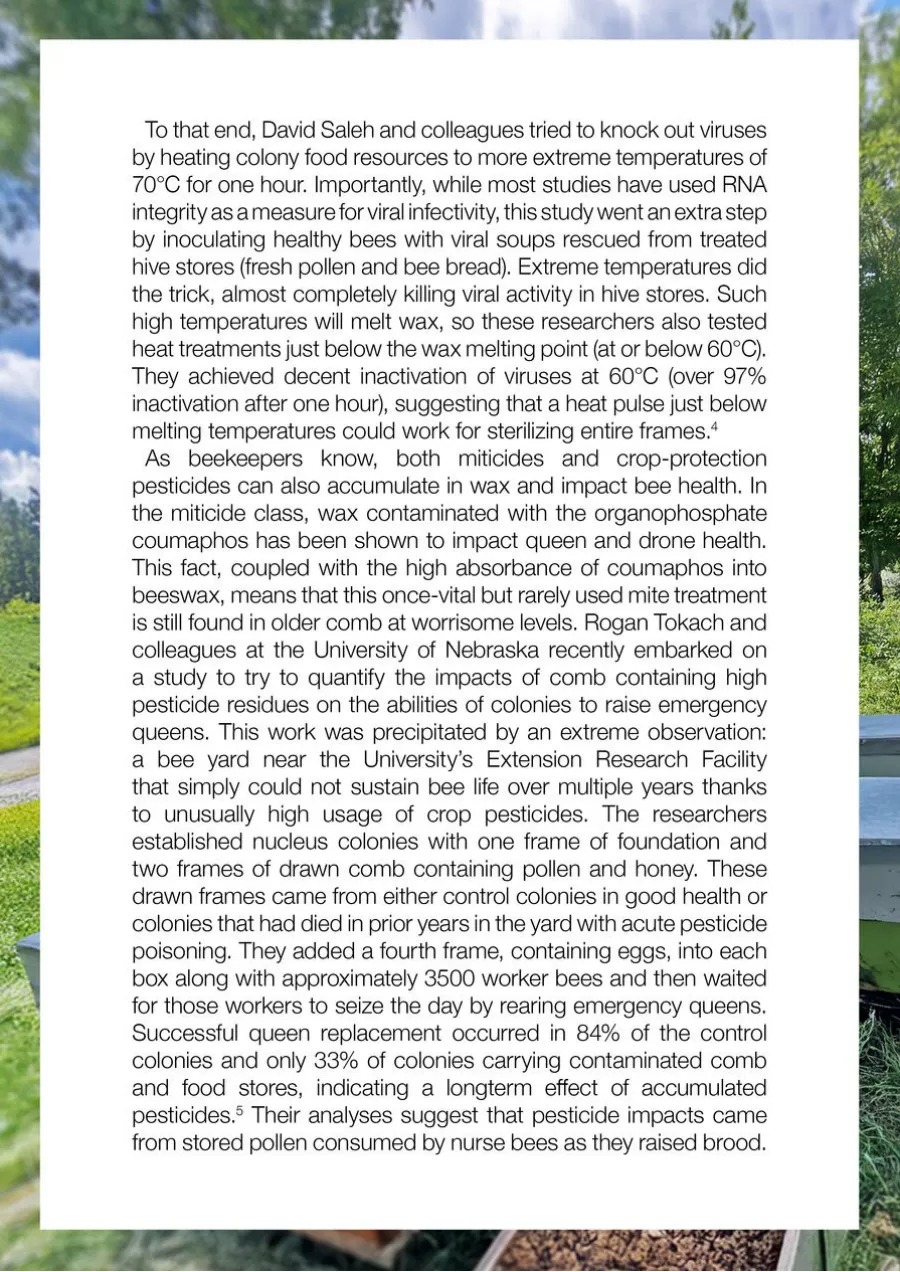 To that end, David Saleh and colleagues tried to knock out viruses
by heating colony food resources to more extreme temperatures of
70°C for one hour. Importantly, while most studies have used RNA
integrity as a measure for viral infectivity, this study went an extra step
by inoculating healthy bees with viral soups rescued from treated
hive stores (fresh pollen and bee bread). Extreme temperatures did
the trick, almost completely killing viral activity in hive stores. Such
high temperatures will melt wax, so these researchers also tested
heat treatments just below the wax melting point (at or below 60°C).
They achieved decent inactivation of viruses at 60°C (over 97%
inactivation after one hour), suggesting that a heat pulse just below
melting temperatures could work for sterilizing entire frames.⁴
As beekeepers know, both miticides and crop-protection
pesticides can also accumulate in wax and impact bee health. In
the miticide class, wax contaminated with the organophosphate
coumaphos has been shown to impact queen and drone health.
This fact, coupled with the high absorbance of coumaphos into
beeswax, means that this once-vital but rarely used mite treatment
is still found in older comb at worrisome levels. Rogan Tokach and
colleagues at the University of Nebraska recently embarked on
a study to try to quantify the impacts of comb containing high
pesticide residues on the abilities of colonies to raise emergency
queens. This work was precipitated by an extreme observation:
a bee yard near the University’s Extension Research Facility
that simply could not sustain bee life over multiple years thanks
to unusually high usage of crop pesticides. The researchers
established nucleus colonies with one frame of foundation and
two frames of drawn comb containing pollen and honey. These
drawn frames came from either control colonies in good health or
colonies that had died in prior years in the yard with acute pesticide
poisoning. They added a fourth frame, containing eggs, into each
box along with approximately 3500 worker bees and then waited
for those workers to seize the day by rearing emergency queens.
Successful queen replacement occurred in 84% of the control
colonies and only 33% of colonies carrying contaminated comb
and food stores, indicating a longterm effect of accumulated
pesticides.⁵ Their analyses suggest that pesticide impacts came
from stored pollen consumed by nurse bees as they raised brood.